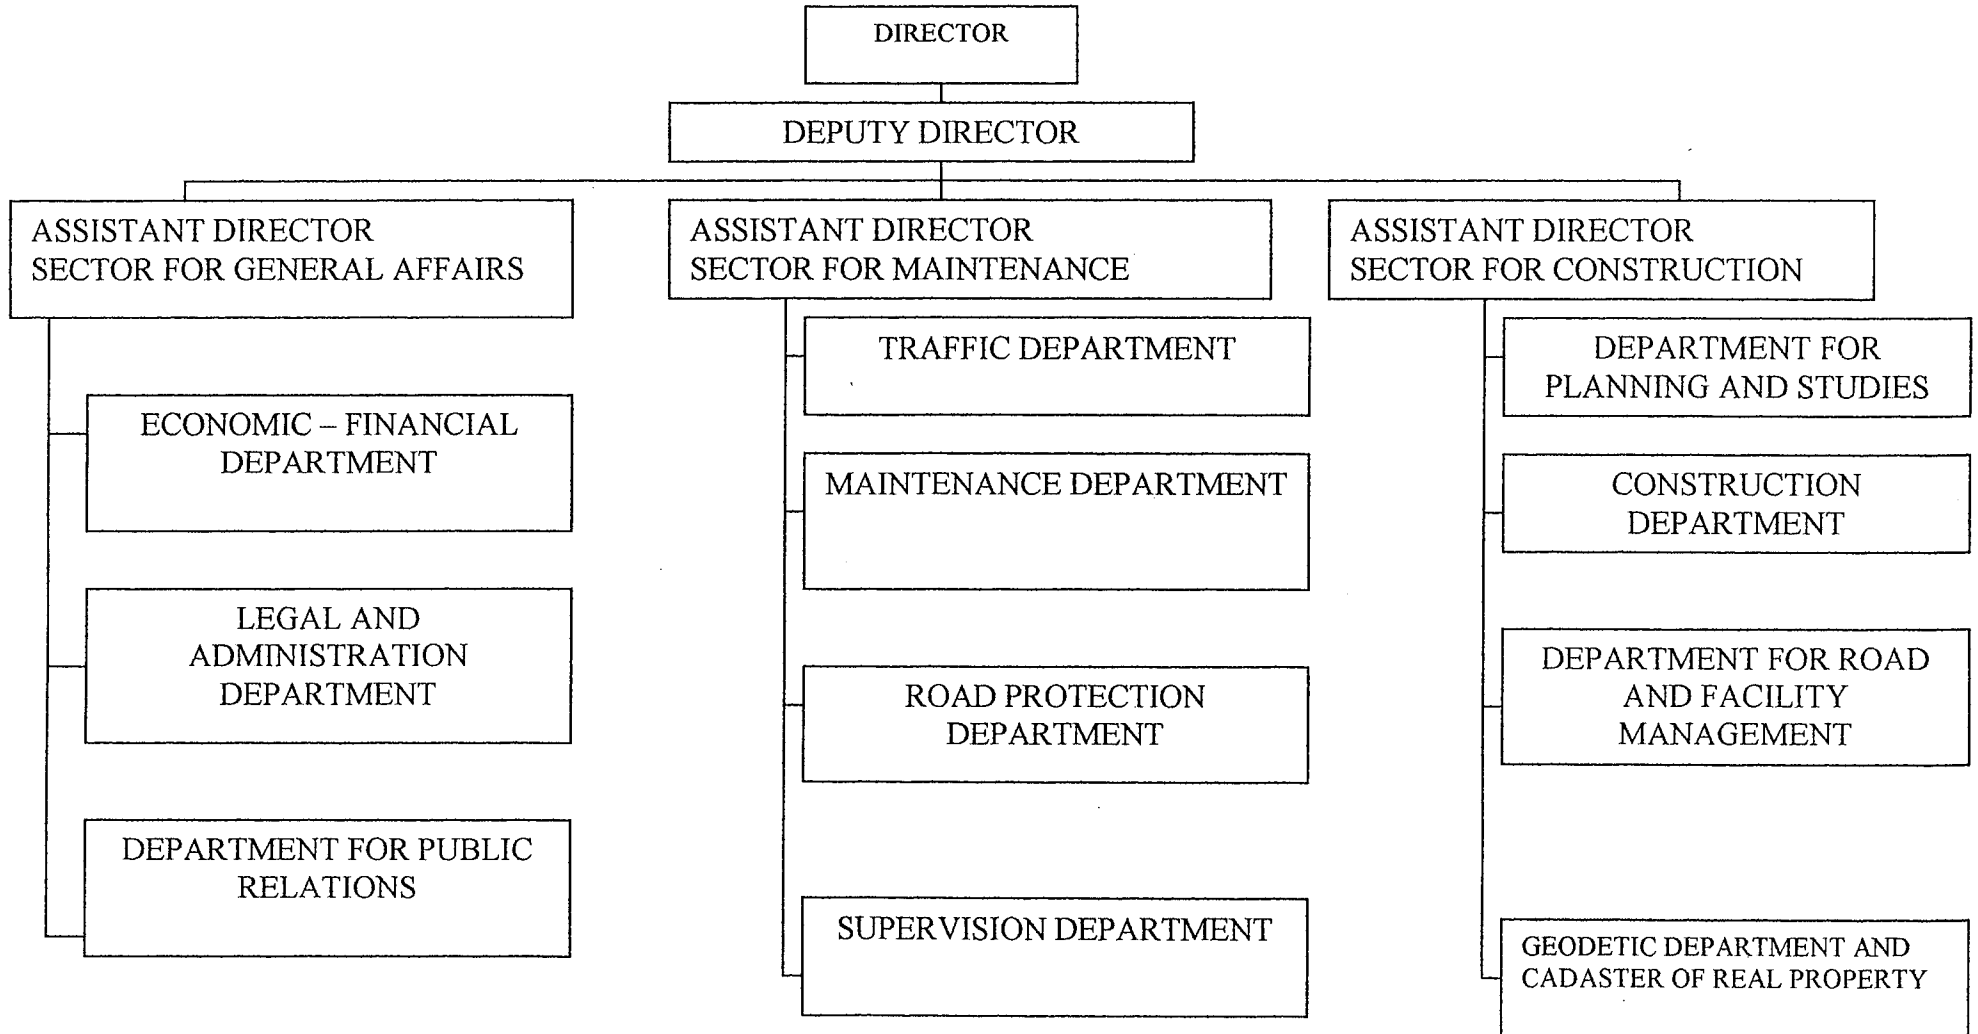 DIRECTOR
DEPUTY DIRECTOR
ASSISTANT DIRECTOR
SECTOR FOR GENERAL AFFAIRS
ECONOMIC – FINANCIAL
DEPARTMENT
LEGAL AND
ADMINISTRATION
DEPARTMENT
DEPARTMENT FOR PUBLIC
RELATIONS
ASSISTANT DIRECTOR
SECTOR FOR MAINTENANCE
TRAFFIC DEPARTMENT
MAINTENANCE DEPARTMENT
ROAD PROTECTION
DEPARTMENT
SUPERVISION DEPARTMENT
ASSISTANT DIRECTOR
SECTOR FOR CONSTRUCTION
DEPARTMENT FOR
PLANNING AND STUDIES
CONSTRUCTION
DEPARTMENT
DEPARTMENT FOR ROAD
AND FACILITY
MANAGEMENT
GEODETIC DEPARTMENT AND
CADASTER OF REAL PROPERTY